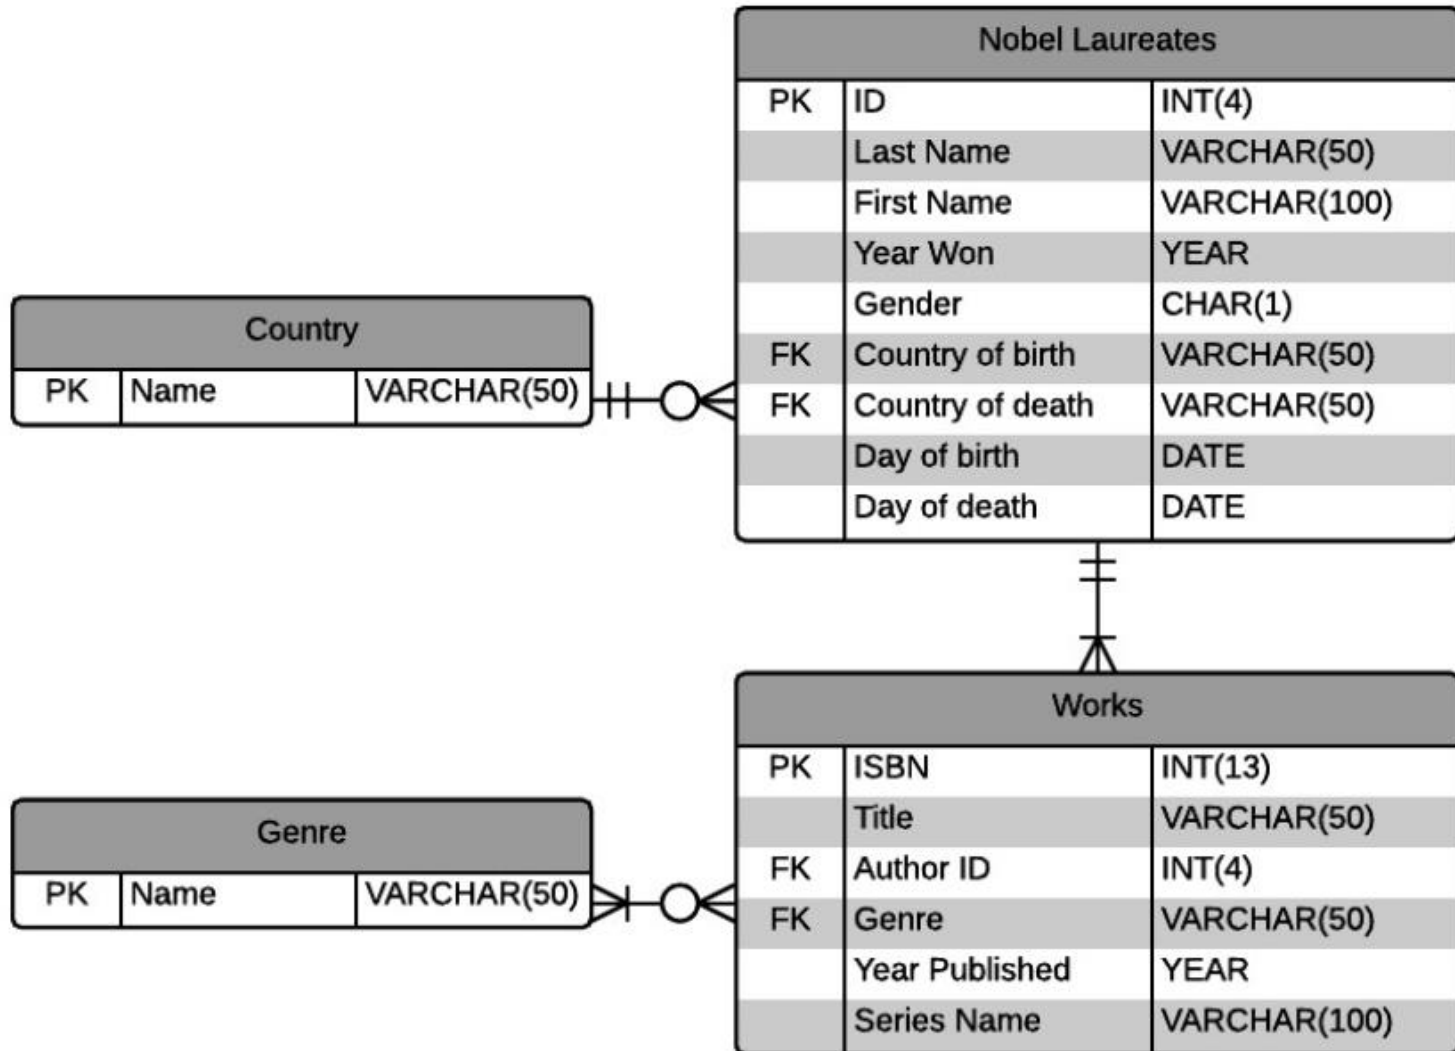 Nobel Laureates
PK ID INT(4)
Last Name VARCHAR(50)
First Name VARCHAR(100)
Year Won YEAR
Gender CHAR(1)
FK Country of birth VARCHAR(50)
FK Country of death VARCHAR(50)
Day of birth DATE
Day of death DATE
Country
PK Name VARCHAR(50)
Works
PK ISBN INT(13)
Title VARCHAR(50)
FK Author ID INT(4)
FK Genre VARCHAR(50)
Year Published YEAR
Series Name VARCHAR(100)
Genre
PK Name VARCHAR(50)